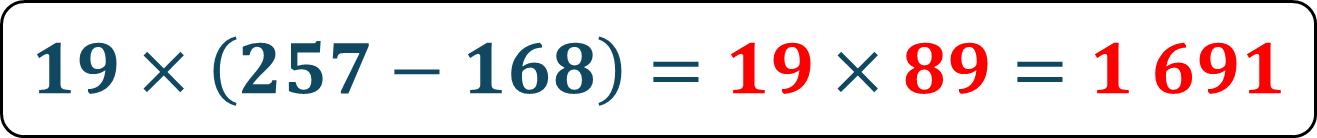 19 × (257 − 168) = 19 × 89 = 1 691